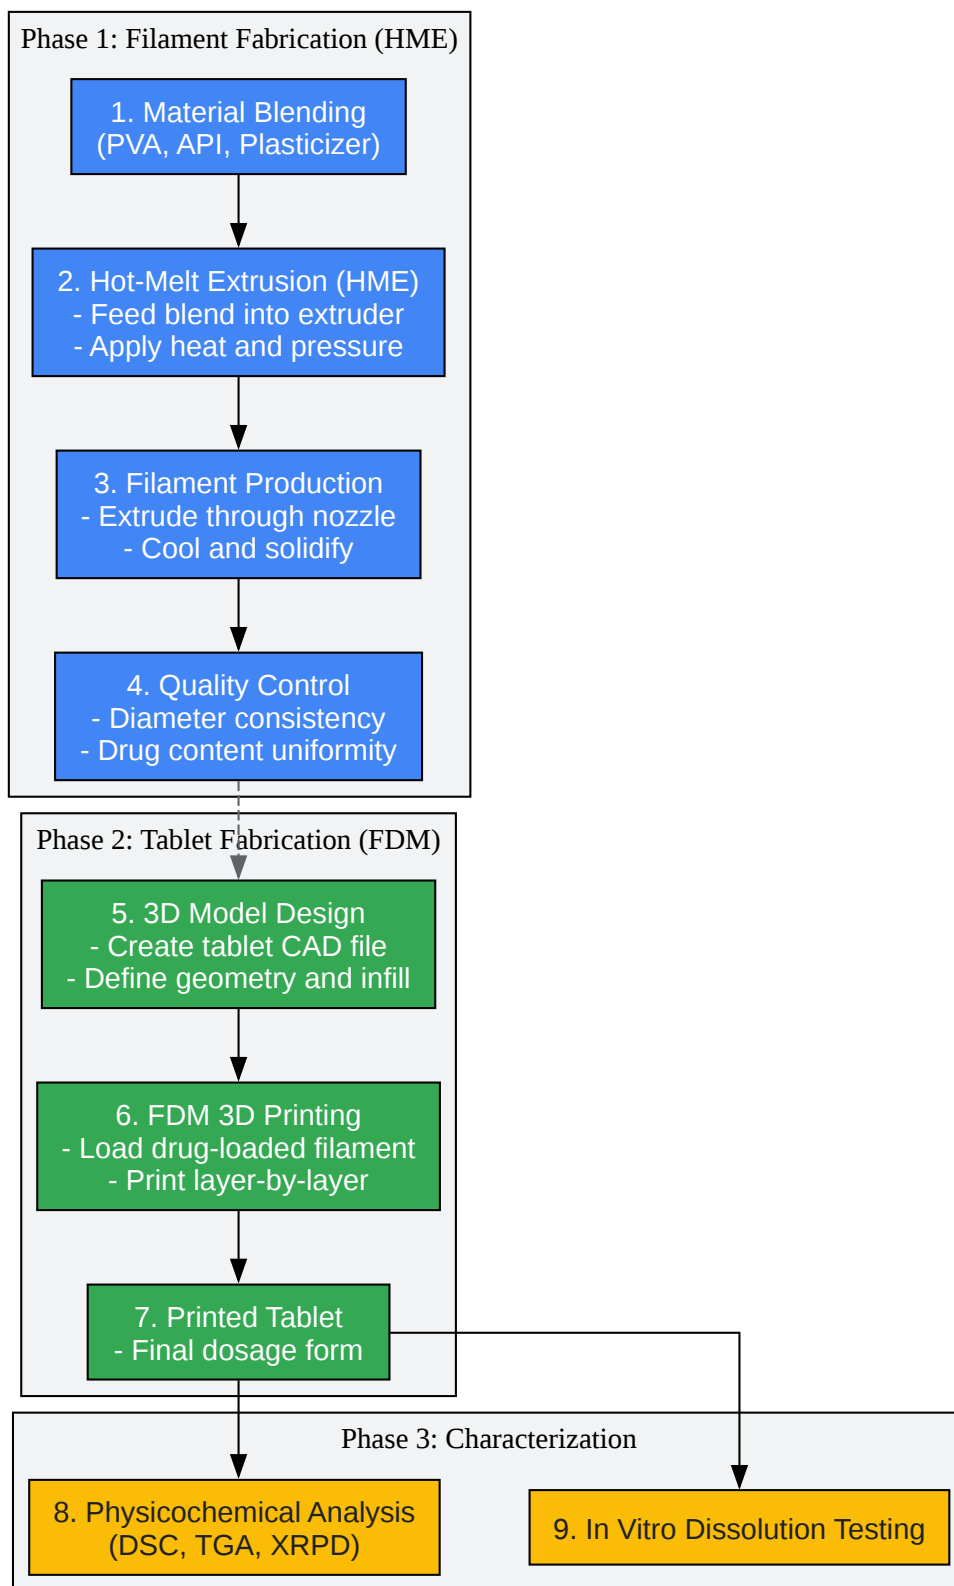 Phase 1: Filament Fabrication (HME)
1. Material Blending
(PVA, API, Plasticizer)
2. Hot-Melt Extrusion (HME)
- Feed blend into extruder
- Apply heat and pressure
3. Filament Production
- Extrude through nozzle
- Cool and solidify
4. Quality Control
- Diameter consistency
- Drug content uniformity
Phase 2: Tablet Fabrication (FDM)
5. 3D Model Design
- Create tablet CAD file
- Define geometry and infill
6. FDM 3D Printing
- Load drug-loaded filament
- Print layer-by-layer
7. Printed Tablet
- Final dosage form
Phase 3: Characterization
8. Physicochemical Analysis
(DSC, TGA, XRPD)
9. In Vitro Dissolution Testing